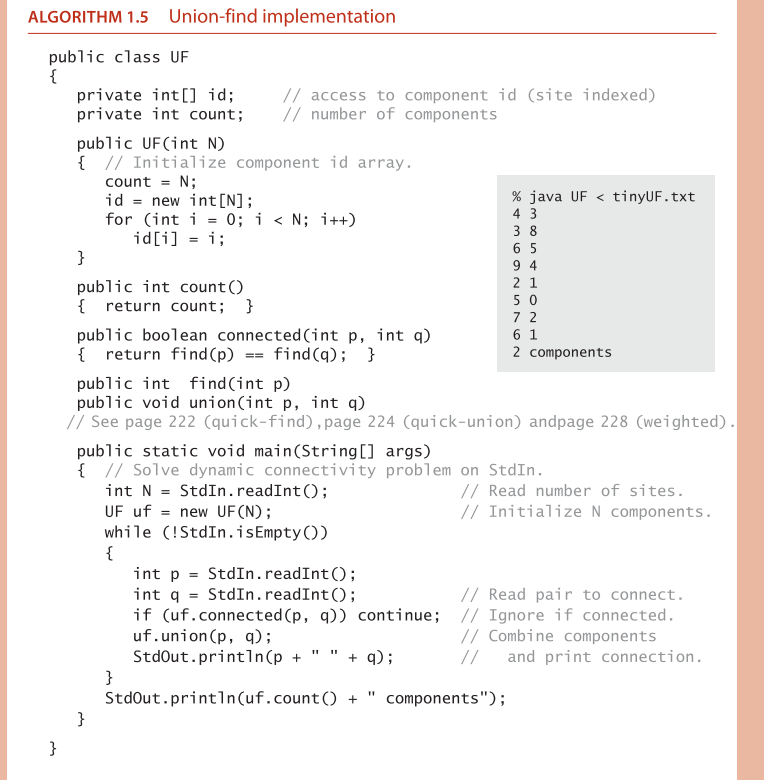 ALGORITHM 1.5 Union-find implementation
public class UF
{
private int[] id; // access to component id (site indexed)
private int count; // number of components
public UF(int N)
{ // Initialize component id array.
count = N;
id = new int[N];
for (int i = 0; i < N; i++)
id[i] = i;
}
public int count()
{ return count; }
public boolean connected(int p, int q)
{ return find(p) == find(q); }
public int find(int p)
public void union(int p, int q)
// See page 222 (quick-find),page 224 (quick-union) andpage 228 (weighted).
public static void main(String[] args)
{ // Solve dynamic connectivity problem on StdIn.
int N = StdIn.readInt(); // Read number of sites.
UF uf = new UF(N); // Initialize N components.
while (!StdIn.isEmpty())
{
int p = StdIn.readInt();
int q = StdIn.readInt(); // Read pair to connect.
if (uf.connected(p, q)) continue; // Ignore if connected.
uf.union(p, q); // Combine components
StdOut.println(p + " " + q); // and print connection.
}
StdOut.println(uf.count() + " components");
}
}
% java UF < tinyUF.txt
4 3
3 8
6 5
9 4
2 1
5 0
7 2
6 1
2 components